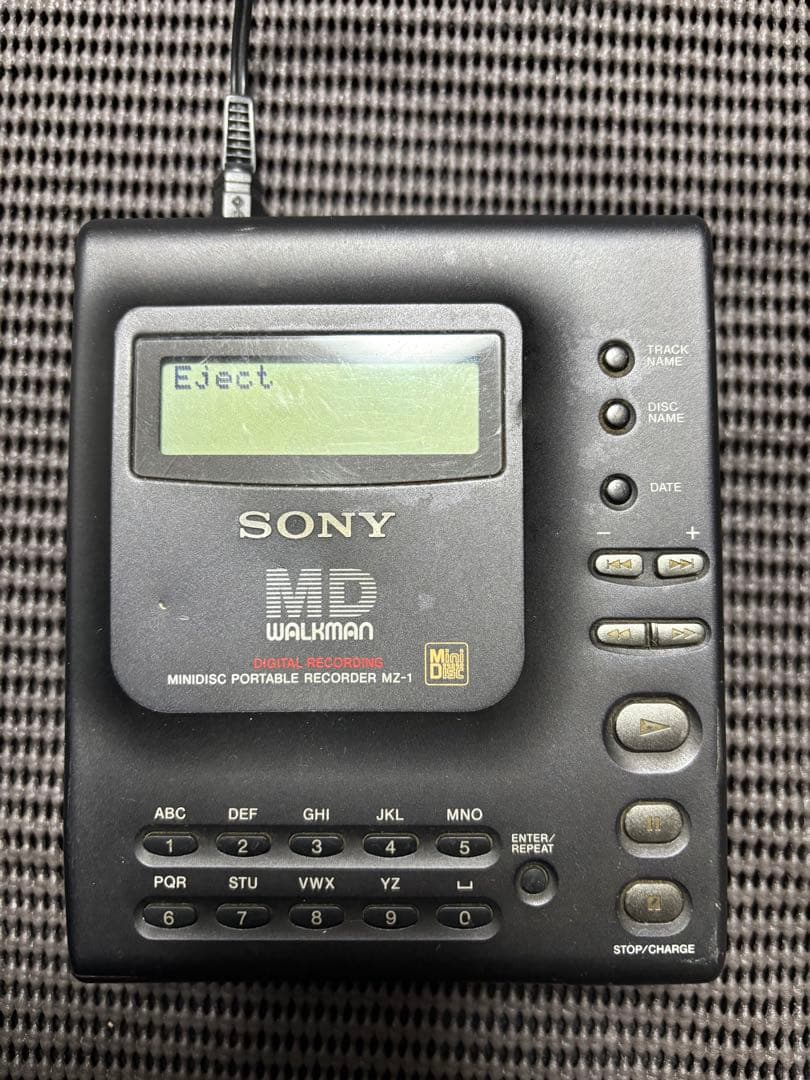 Eject
SONY
MD
WALKMAN
DIGITAL RECORDING
MINIDISC PORTABLE RECORDER MZ-1
Mini
Disc
TRACK
NAME
DISC
NAME
DATE
− +
ABC DEF GHI JKL MNO
1 2 3 4 5
ENTER/
REPEAT
PQR STU VWX YZ ␣
6 7 8 9 0
STOP/CHARGE